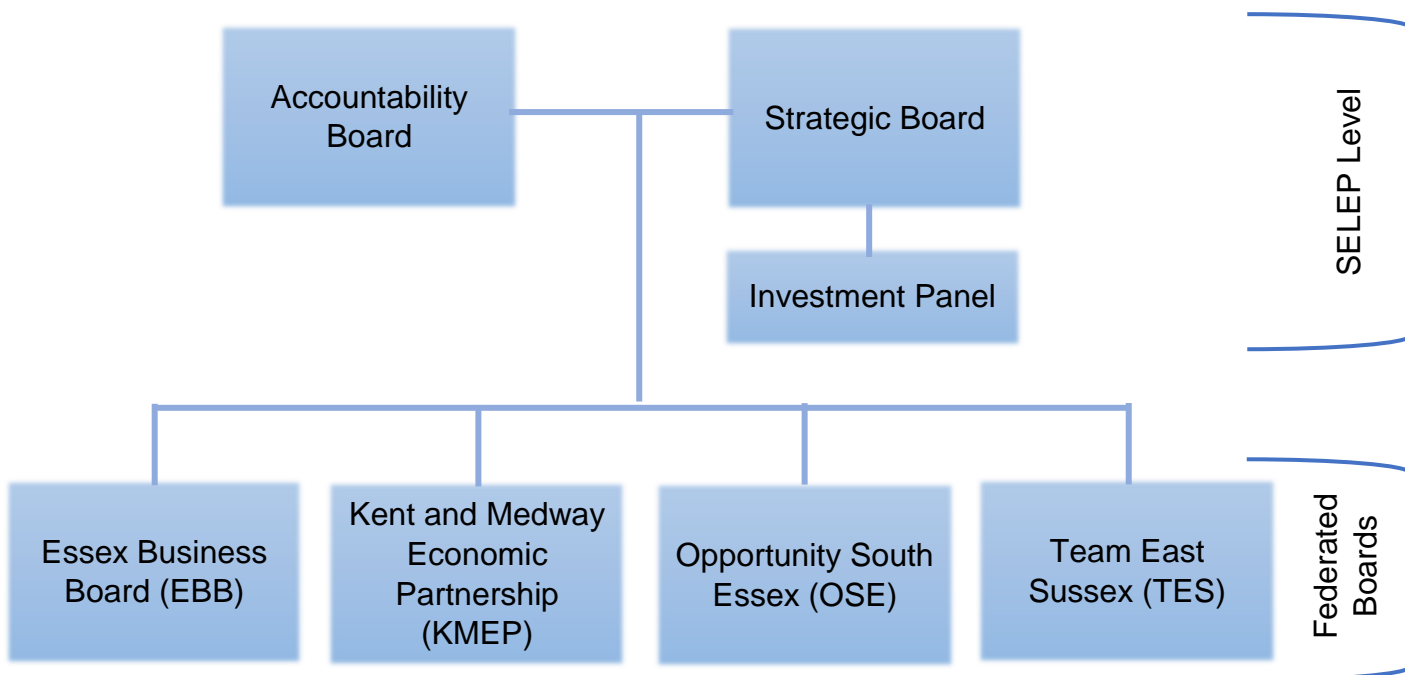 Accountability
Board
Strategic Board
Investment Panel
SELEP Level
Essex Business
Board (EBB)
Kent and Medway
Economic
Partnership
(KMEP)
Opportunity South
Essex (OSE)
Team East
Sussex (TES)
Federated
Boards